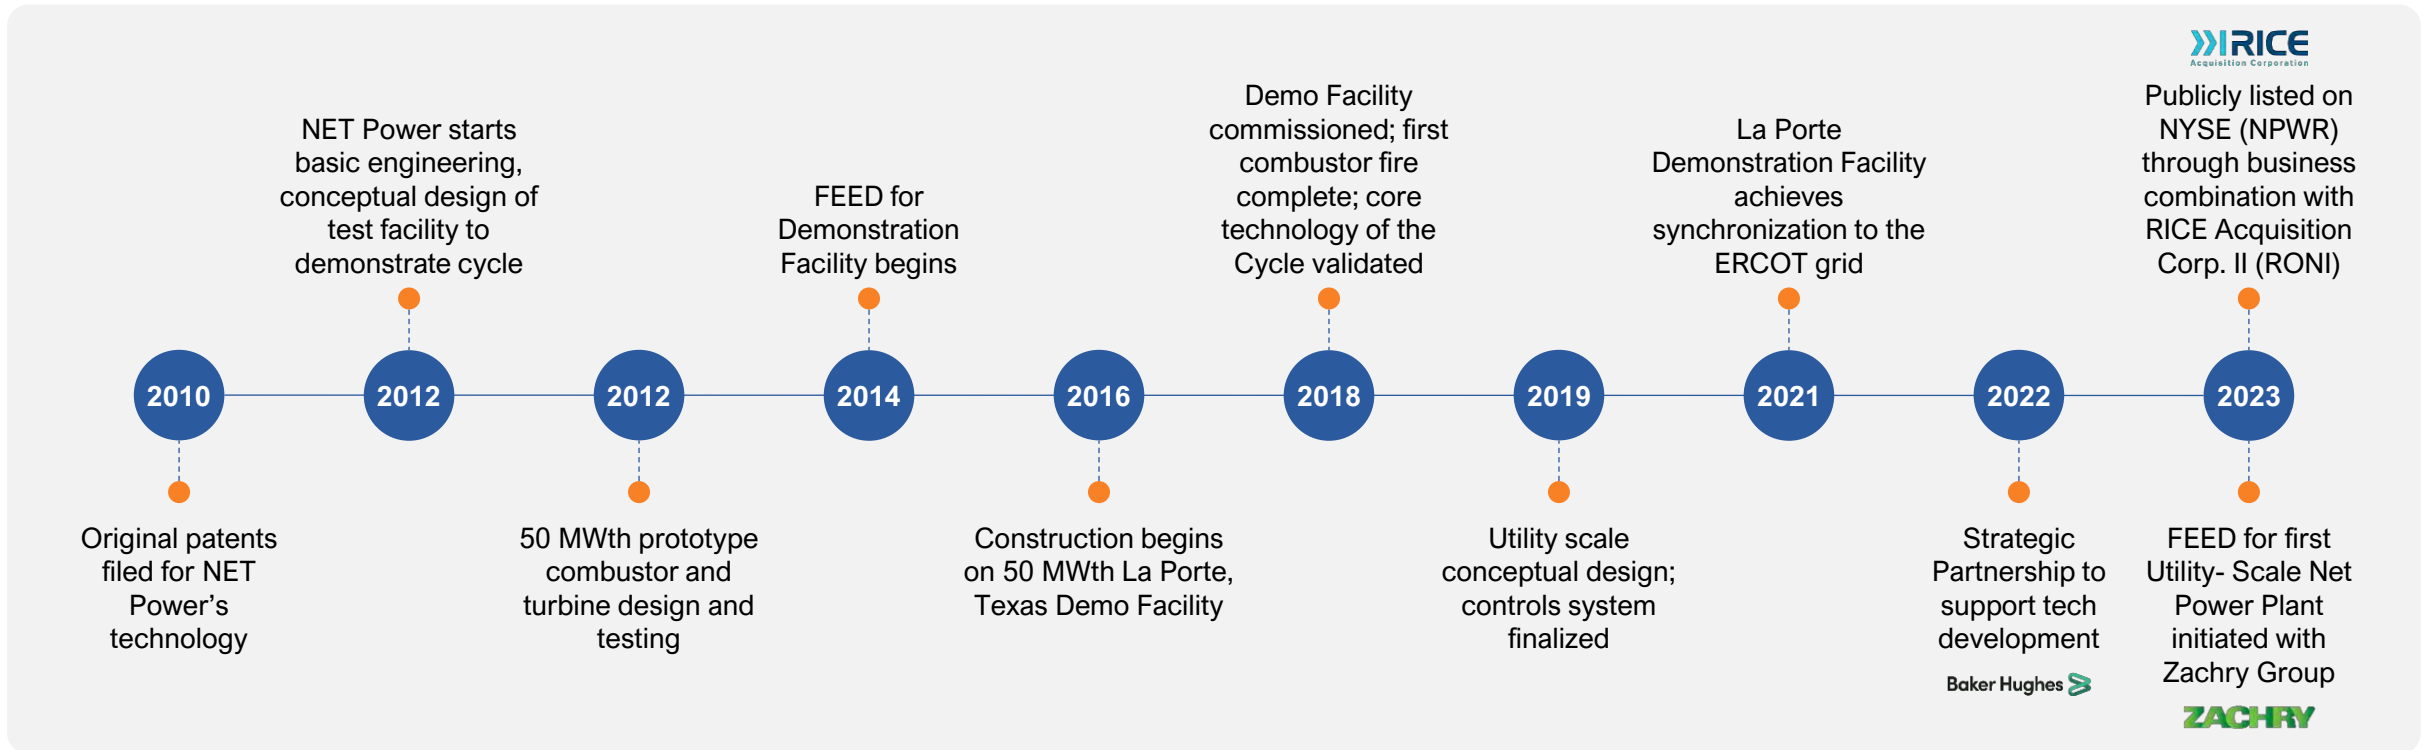 RICE
Acquisition Corporation
NET Power starts
basic engineering,
conceptual design of
test facility to
demonstrate cycle
FEED for
Demonstration
Facility begins
Demo Facility
commissioned; first
combustor fire
complete; core
technology of the
Cycle validated
La Porte
Demonstration Facility
achieves
synchronization to the
ERCOT grid
Publicly listed on
NYSE (NPWR)
through business
combination with
RICE Acquisition
Corp. II (RONI)
2010
2012
2012
2014
2016
2018
2019
2021
2022
2023
Original patents
filed for NET
Power’s
technology
50 MWth prototype
combustor and
turbine design and
testing
Construction begins
on 50 MWth La Porte,
Texas Demo Facility
Utility scale
conceptual design;
controls system
finalized
Strategic
Partnership to
support tech
development
Baker Hughes
FEED for first
Utility- Scale Net
Power Plant
initiated with
Zachry Group
ZACHRY